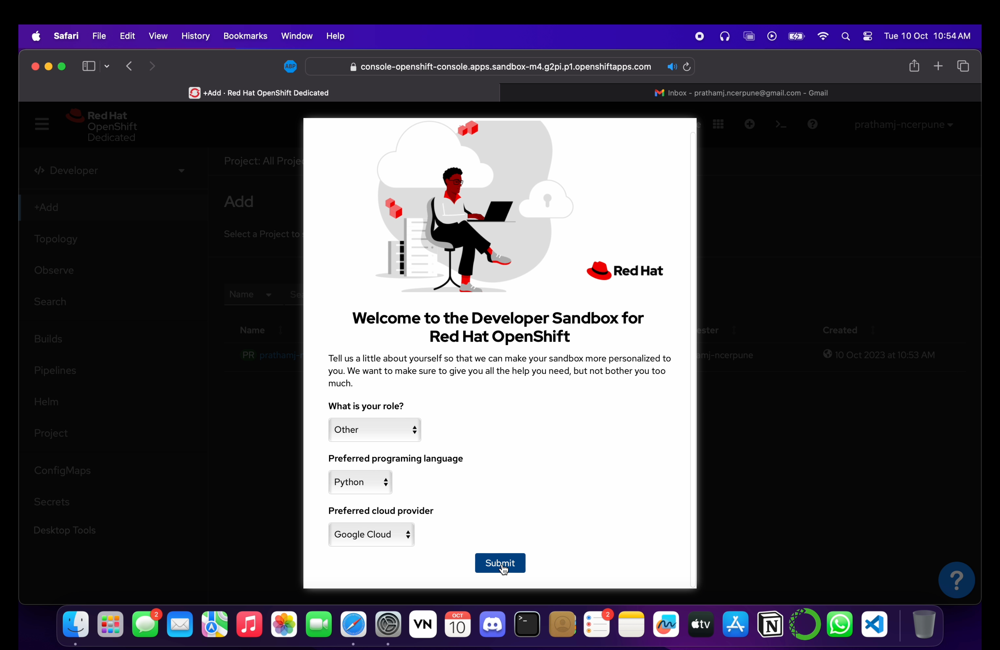 Safari File Edit View History Bookmarks Window Help Tue 10 Oct 10:54 AM
ABP console-openshift-console.apps.sandbox-m4.g2pi.p1.openshiftapps.com
+Add · Red Hat OpenShift Dedicated Inbox - prathamj.ncerpune@gmail.com - Gmail
Red Hat
OpenShift
Dedicated
prathamj-ncerpune
</> Developer
+Add
Topology
Observe
Search
Builds
Pipelines
Helm
Project
ConfigMaps
Secrets
Desktop Tools
Project: All Projec
Add
Select a Project to s
Name Sea
Name ester Created
PR prathamj-n amj-ncerpune 10 Oct 2023 at 10:53 AM
Red Hat
Welcome to the Developer Sandbox for
Red Hat OpenShift
Tell us a little about yourself so that we can make your sandbox more personalized to
you. We want to make sure to give you all the help you need, but not bother you too
much.
What is your role?
Other
Preferred programing language
Python
Preferred cloud provider
Google Cloud
Submit
?
2 VN OCT 10 >_ 2 tv N